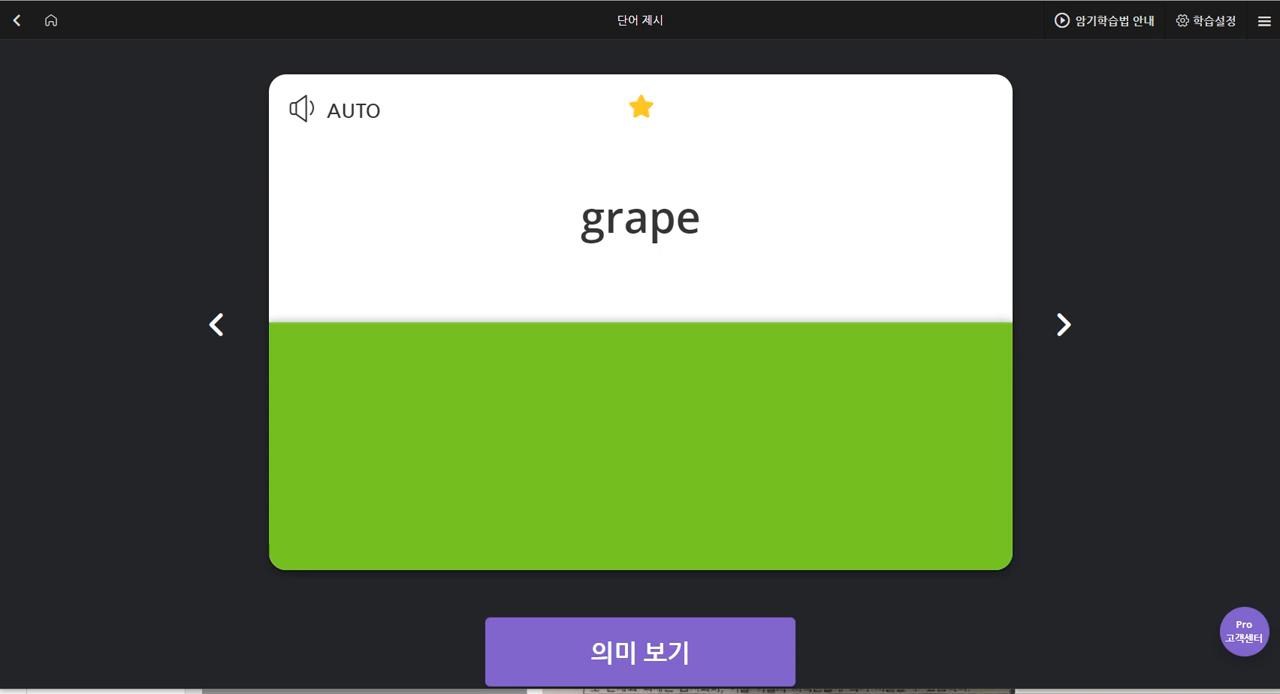 단어 제시
암기학습법 안내
학습설정
AUTO
grape
의미 보기
Pro
고객센터